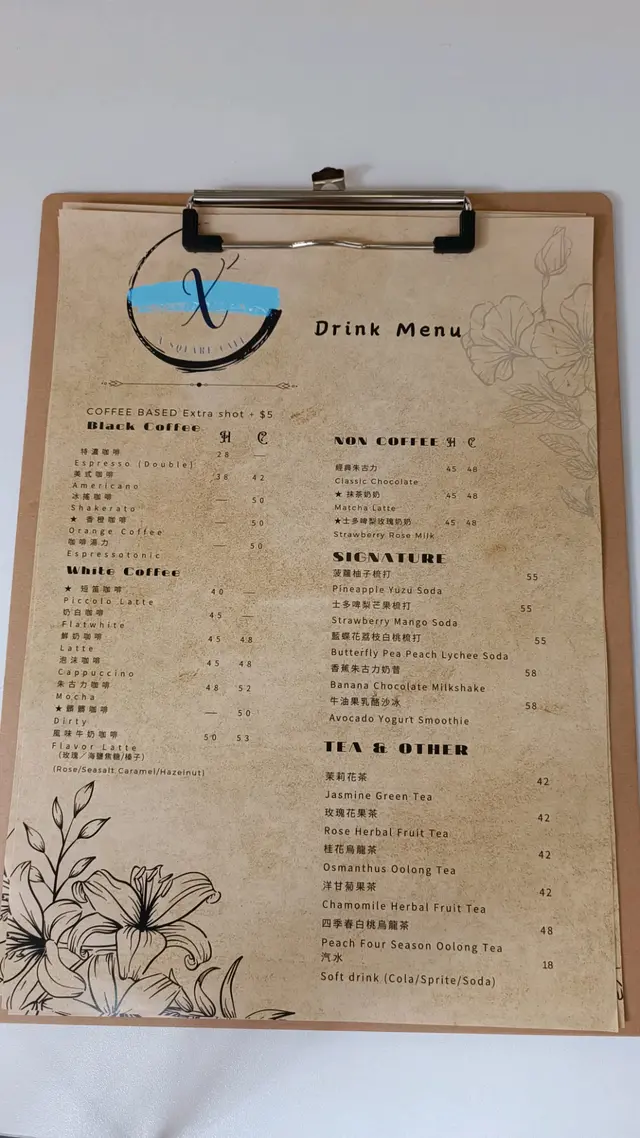 X²
X SQUARE CAFE
Drink Menu
COFFEE BASED Extra shot + $5
Black Coffee H C
特濃咖啡 28 —
Espresso (Double)
美式咖啡 38 42
Americano
冰搖咖啡 — 50
Shakerato
★ 香橙咖啡 — 50
Orange Coffee
咖啡湯力 — 50
Espressotonic
White Coffee
★ 短笛咖啡 40 —
Piccolo Latte
奶白咖啡 45 —
Flatwhite
鮮奶咖啡 45 48
Latte
泡沫咖啡 45 48
Cappuccino
朱古力咖啡 48 52
Mocha
★髒髒咖啡 — 50
Dirty
風味牛奶咖啡 50 53
Flavor Latte
(玫瑰／海鹽焦糖/榛子)
(Rose/Seasalt Caramel/Hazelnut)
NON COFFEE H C
經典朱古力 45 48
Classic Chocolate
★ 抹茶奶奶 45 48
Matcha Latte
★士多啤梨玫瑰奶奶 45 48
Strawberry Rose Milk
SIGNATURE
菠蘿柚子梳打 55
Pineapple Yuzu Soda
士多啤梨芒果梳打 55
Strawberry Mango Soda
藍蝶花荔枝白桃梳打 55
Butterfly Pea Peach Lychee Soda
香蕉朱古力奶昔 58
Banana Chocolate Milkshake
牛油果乳酪沙冰 58
Avocado Yogurt Smoothie
TEA & OTHER
茉莉花茶 42
Jasmine Green Tea
玫瑰花果茶 42
Rose Herbal Fruit Tea
桂花烏龍茶 42
Osmanthus Oolong Tea
洋甘菊果茶 42
Chamomile Herbal Fruit Tea
四季春白桃烏龍茶 48
Peach Four Season Oolong Tea
汽水 18
Soft drink (Cola/Sprite/Soda)